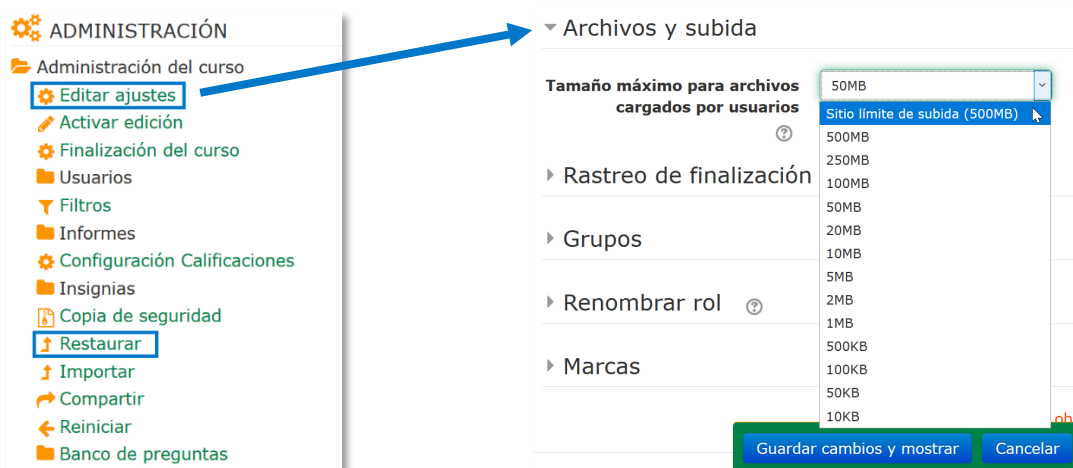 ADMINISTRACIÓN
Administración del curso
Editar ajustes
Activar edición
Finalización del curso
Usuarios
Filtros
Informes
Configuración Calificaciones
Insignias
Copia de seguridad
Restaurar
Importar
Compartir
Reiniciar
Banco de preguntas
Archivos y subida
Tamaño máximo para archivos
cargados por usuarios
50MB
Sitio límite de subida (500MB)
500MB
250MB
100MB
50MB
20MB
10MB
5MB
2MB
1MB
500KB
100KB
50KB
10KB
Rastreo de finalización
Grupos
Renombrar rol
Marcas
ob
Guardar cambios y mostrar
Cancelar